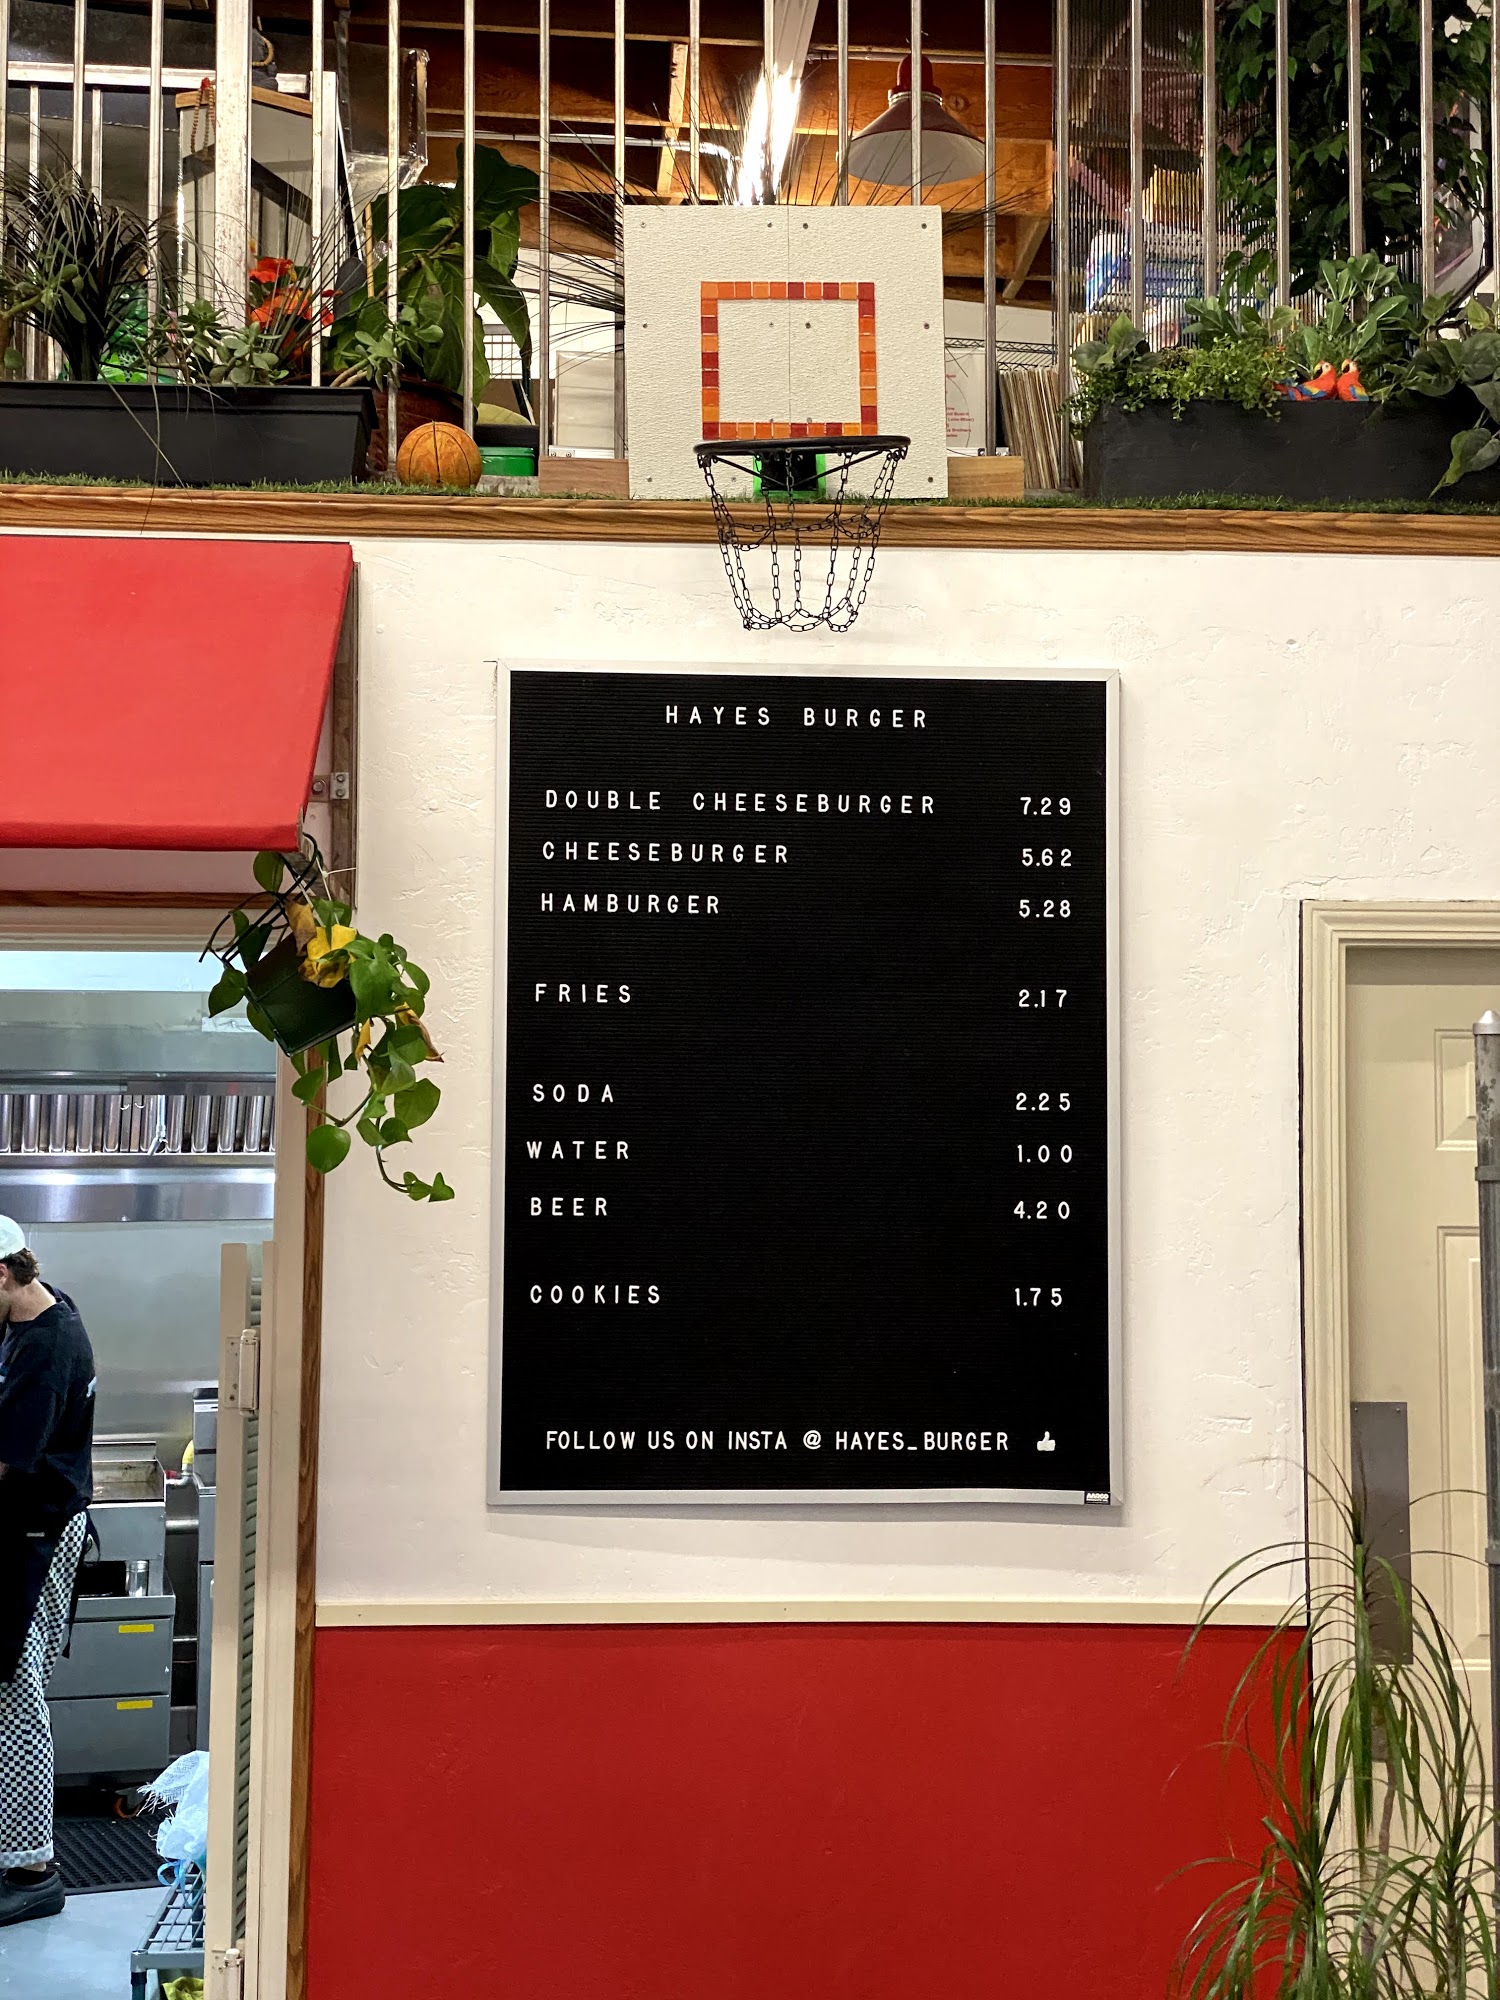 HAYES BURGER
DOUBLE CHEESEBURGER 7.29
CHEESEBURGER 5.62
HAMBURGER 5.28
FRIES 2.17
SODA 2.25
WATER 1.00
BEER 4.20
COOKIES 1.75
FOLLOW US ON INSTA @ HAYES_BURGER 👍